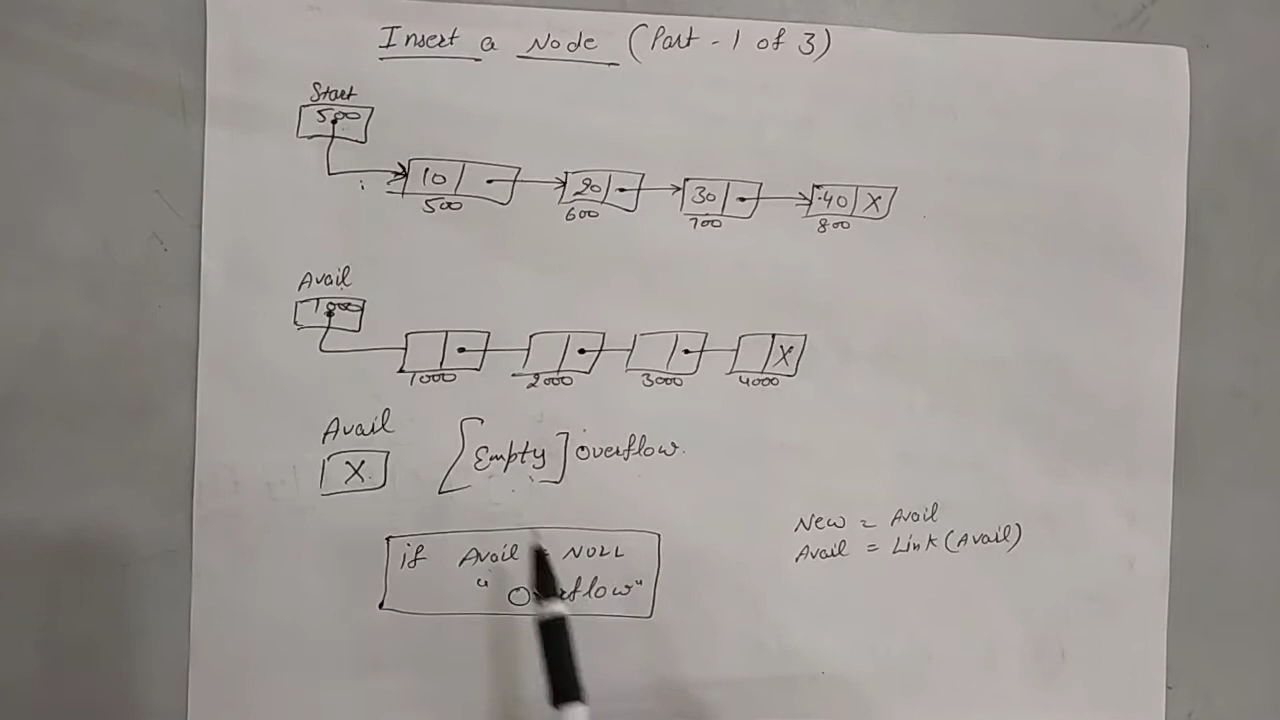 Insert a Node (Part - 1 of 3)
Start
500
10 20 30 40 X
500 600 700 800
Avail
1000
X
1000 2000 3000 4000
Avail
X [Empty] overflow.
New = Avail
Avail = Link (Avail)
if Avail = NULL
"Overflow"